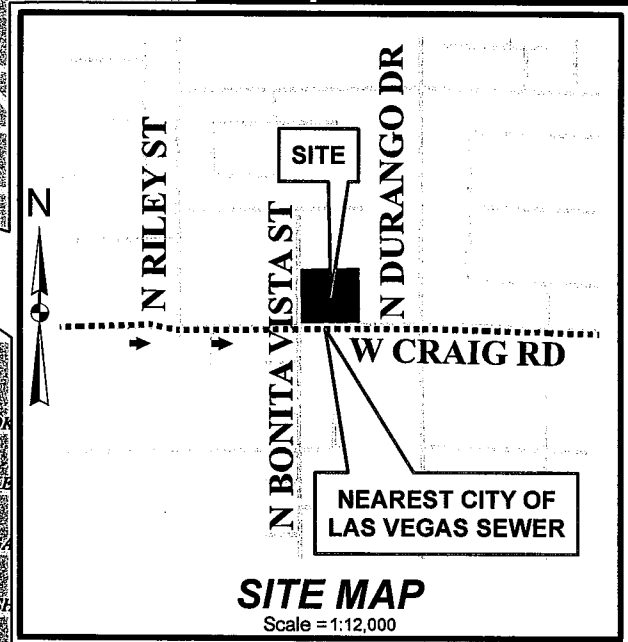 N RILEY ST
SITE
N DURANGO DR
N
N BONITA VISTA ST
W CRAIG RD
NEAREST CITY OF
LAS VEGAS SEWER
SITE MAP
Scale = 1:12,000